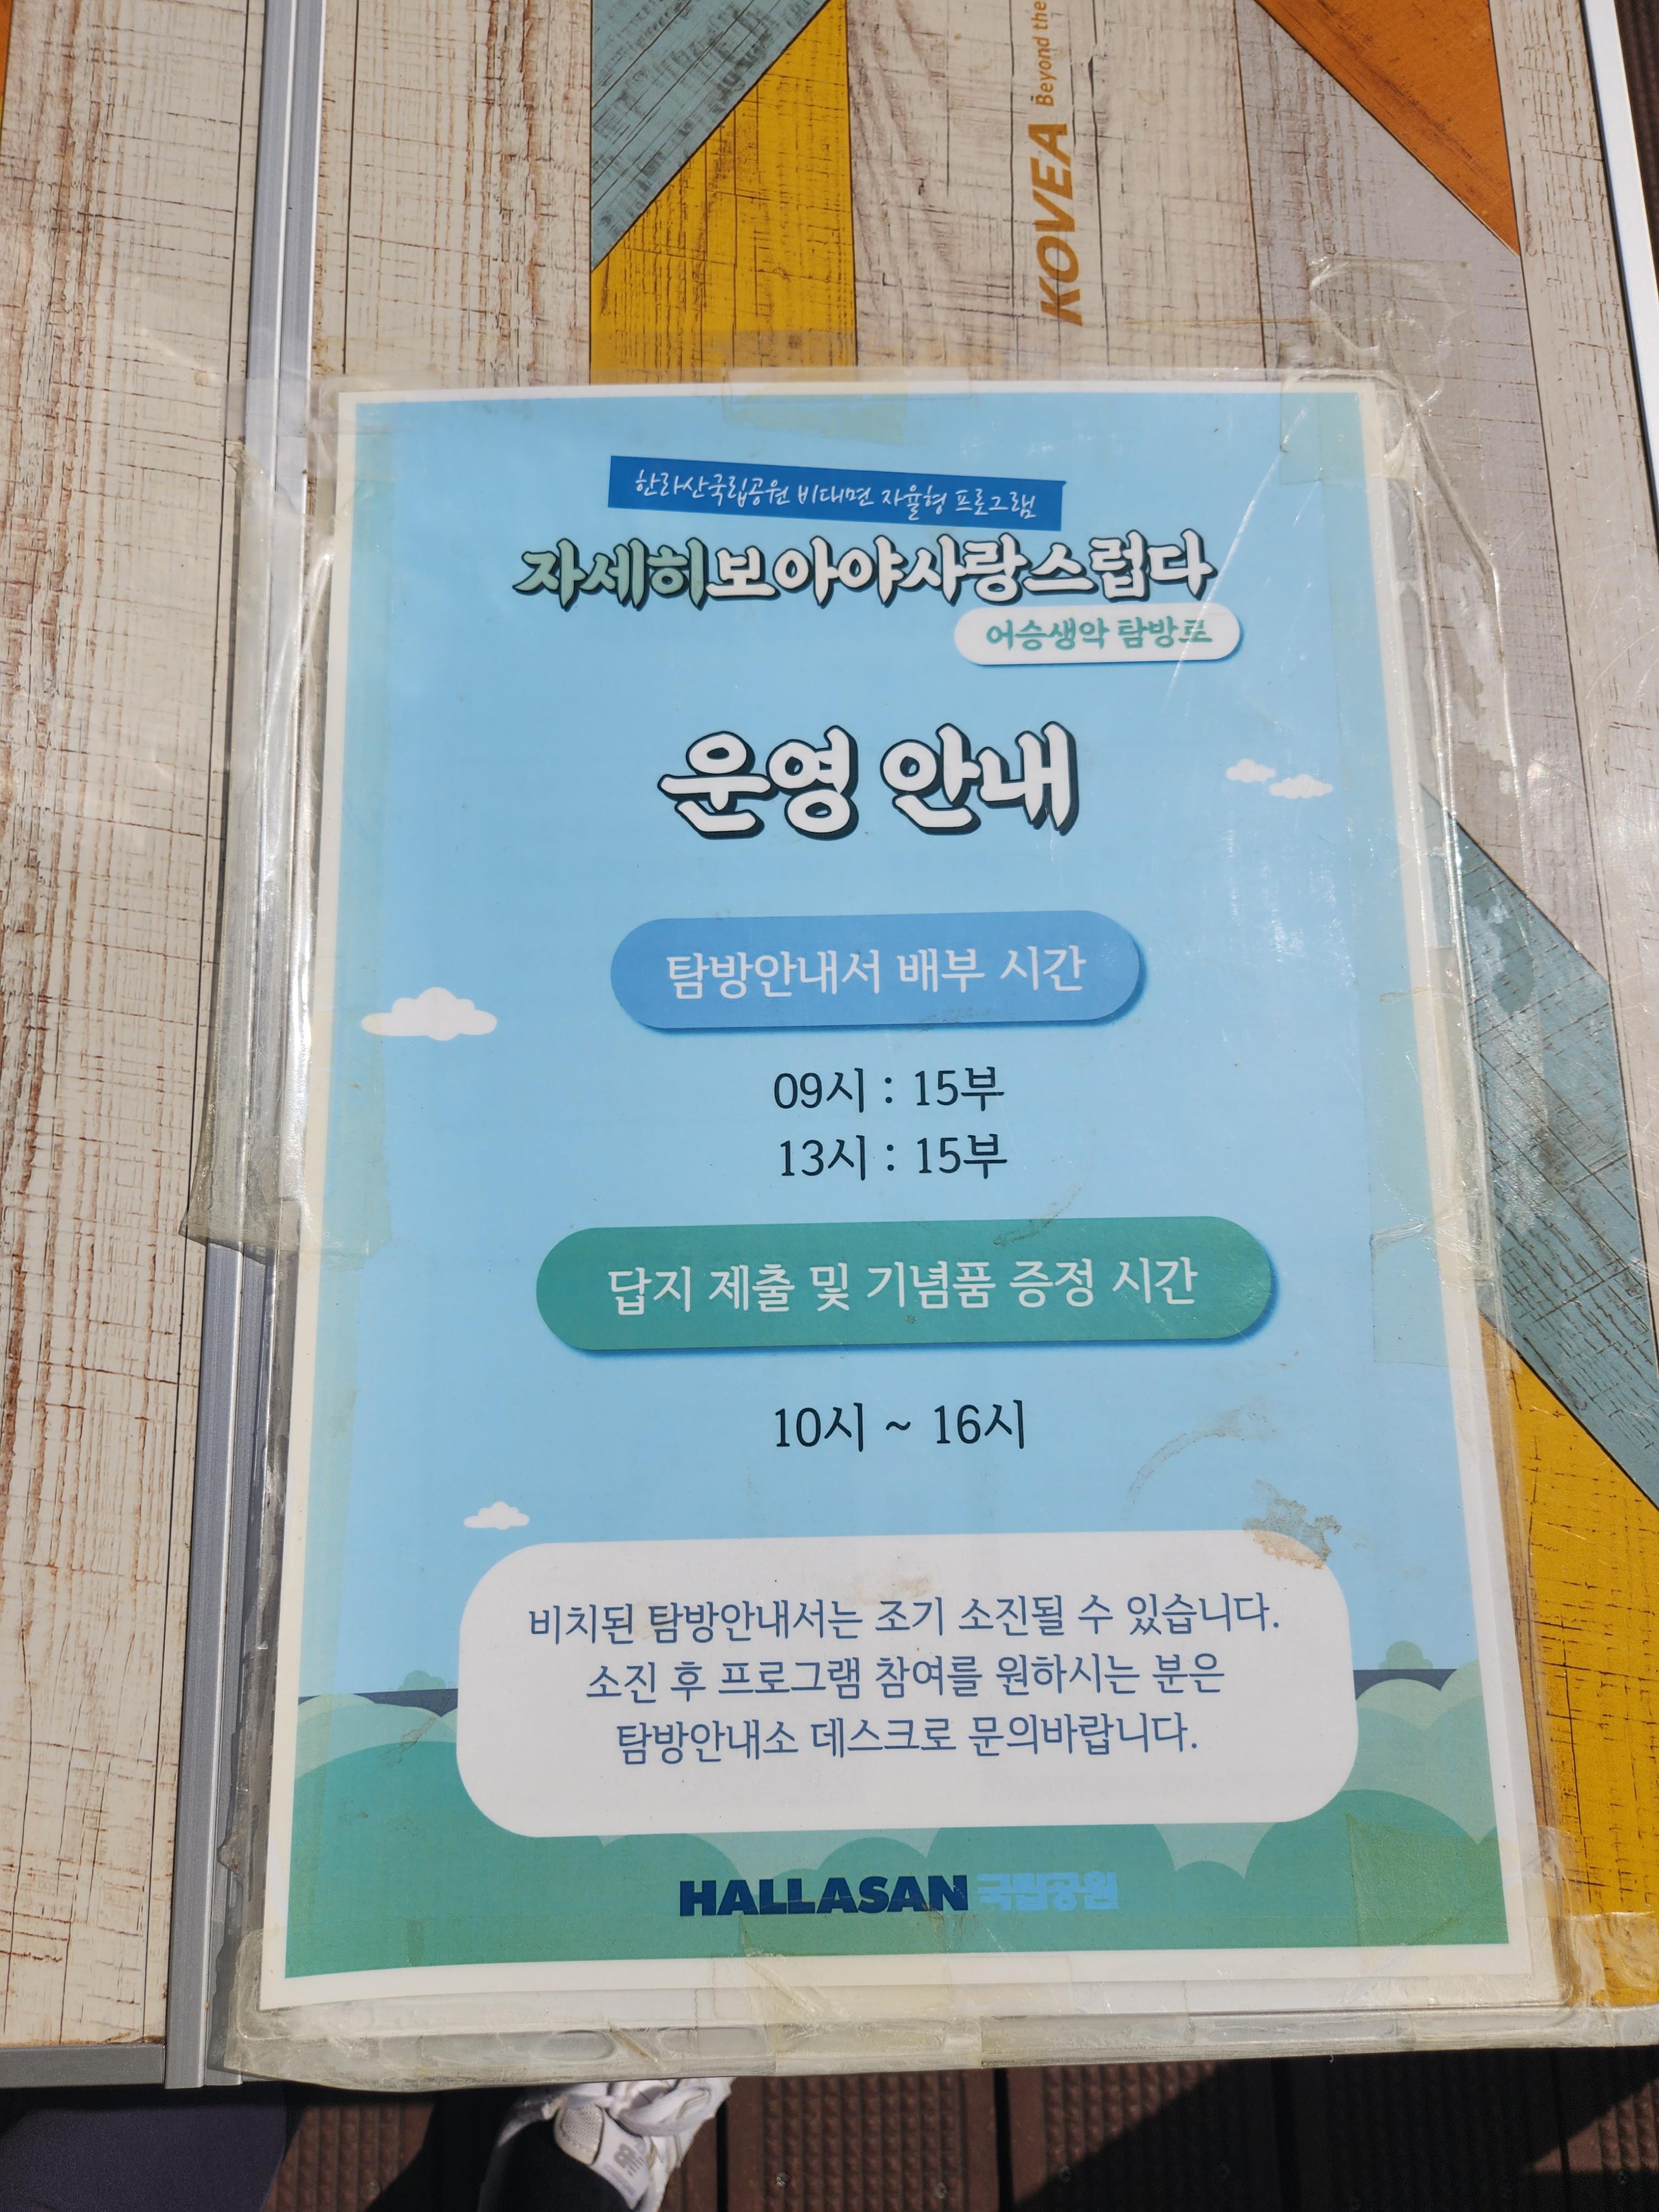 KOVEA Beyond the
한라산국립공원 비대면 자율형 프로그램
자세히보아야사랑스럽다
어승생악 탐방로
운영 안내
탐방안내서 배부 시간
09시 : 15부
13시 : 15부
답지 제출 및 기념품 증정 시간
10시 ~ 16시
비치된 탐방안내서는 조기 소진될 수 있습니다.
소진 후 프로그램 참여를 원하시는 분은
탐방안내소 데스크로 문의바랍니다.
HALLASAN 국립공원